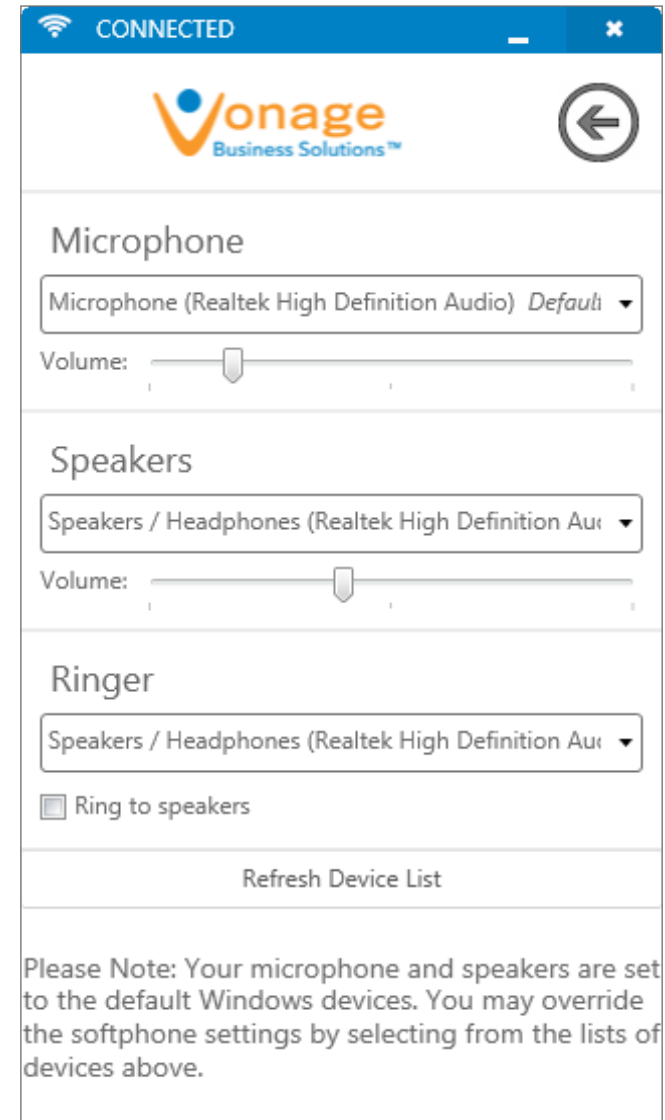 CONNECTED
Vonage
Business Solutions™
Microphone
Microphone (Realtek High Definition Audio) Default
Volume:
Speakers
Speakers / Headphones (Realtek High Definition Au
Volume:
Ringer
Speakers / Headphones (Realtek High Definition Au
Ring to speakers
Refresh Device List
Please Note: Your microphone and speakers are set
to the default Windows devices. You may override
the softphone settings by selecting from the lists of
devices above.